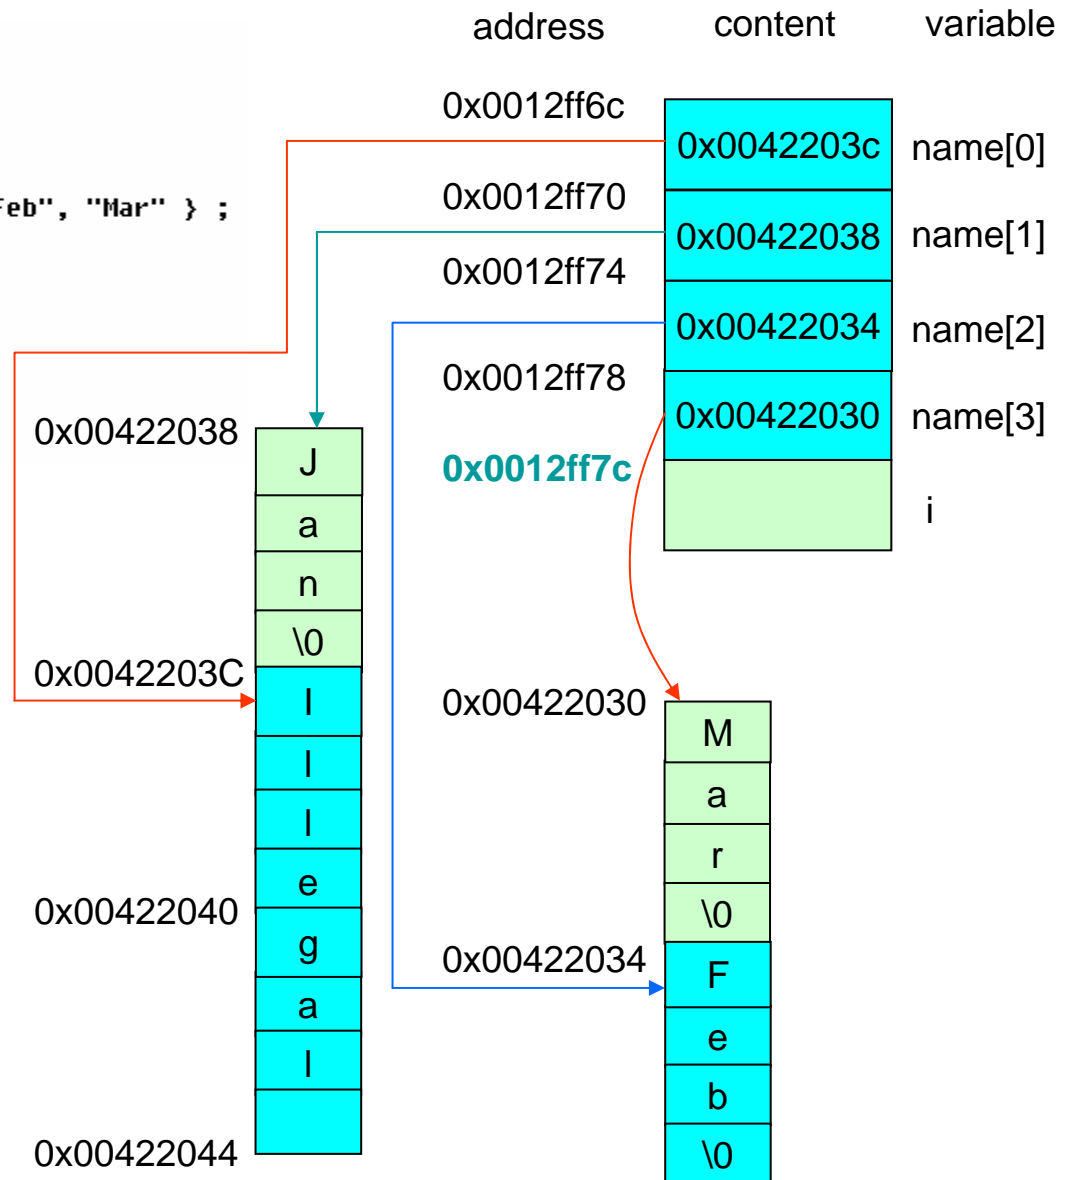 address content variable
0x0012ff6c
0x0042203c name[0]
eb", "Mar" } ;
0x0012ff70
0x00422038 name[1]
0x0012ff74
0x00422034 name[2]
0x0012ff78
0x00422030 name[3]
0x00422038
J
0x0012ff7c
i
a
n
\0
0x0042203C
I
l
l
e
0x00422040
g
a
l
0x00422044
0x00422030
M
a
r
\0
0x00422034
F
e
b
\0